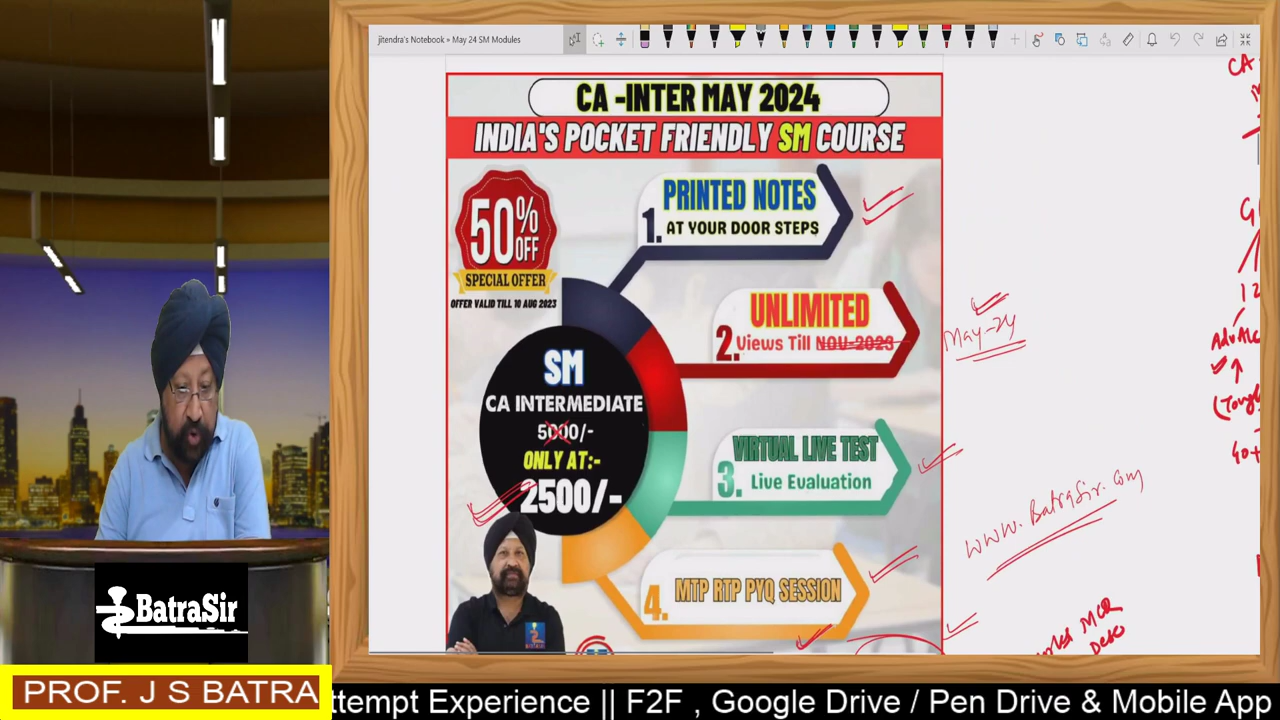 jitendra's Notebook » May 24 SM Modules
CA -INTER MAY 2024
INDIA'S POCKET FRIENDLY SM COURSE
50% OFF
SPECIAL OFFER
OFFER VALID TILL 10 AUG 2023
1. PRINTED NOTES
AT YOUR DOOR STEPS
2. UNLIMITED
Views Till NOV-2023
May-24
SM
CA INTERMEDIATE
5000/-
ONLY AT:-
2500/-
3. VIRTUAL LIVE TEST
Live Evaluation
4. MTP RTP PYQ SESSION
www.BatraSir.com
CA
12
MCQ
BatraSir
PROF. J S BATRA
ttempt Experience || F2F , Google Drive / Pen Drive & Mobile App